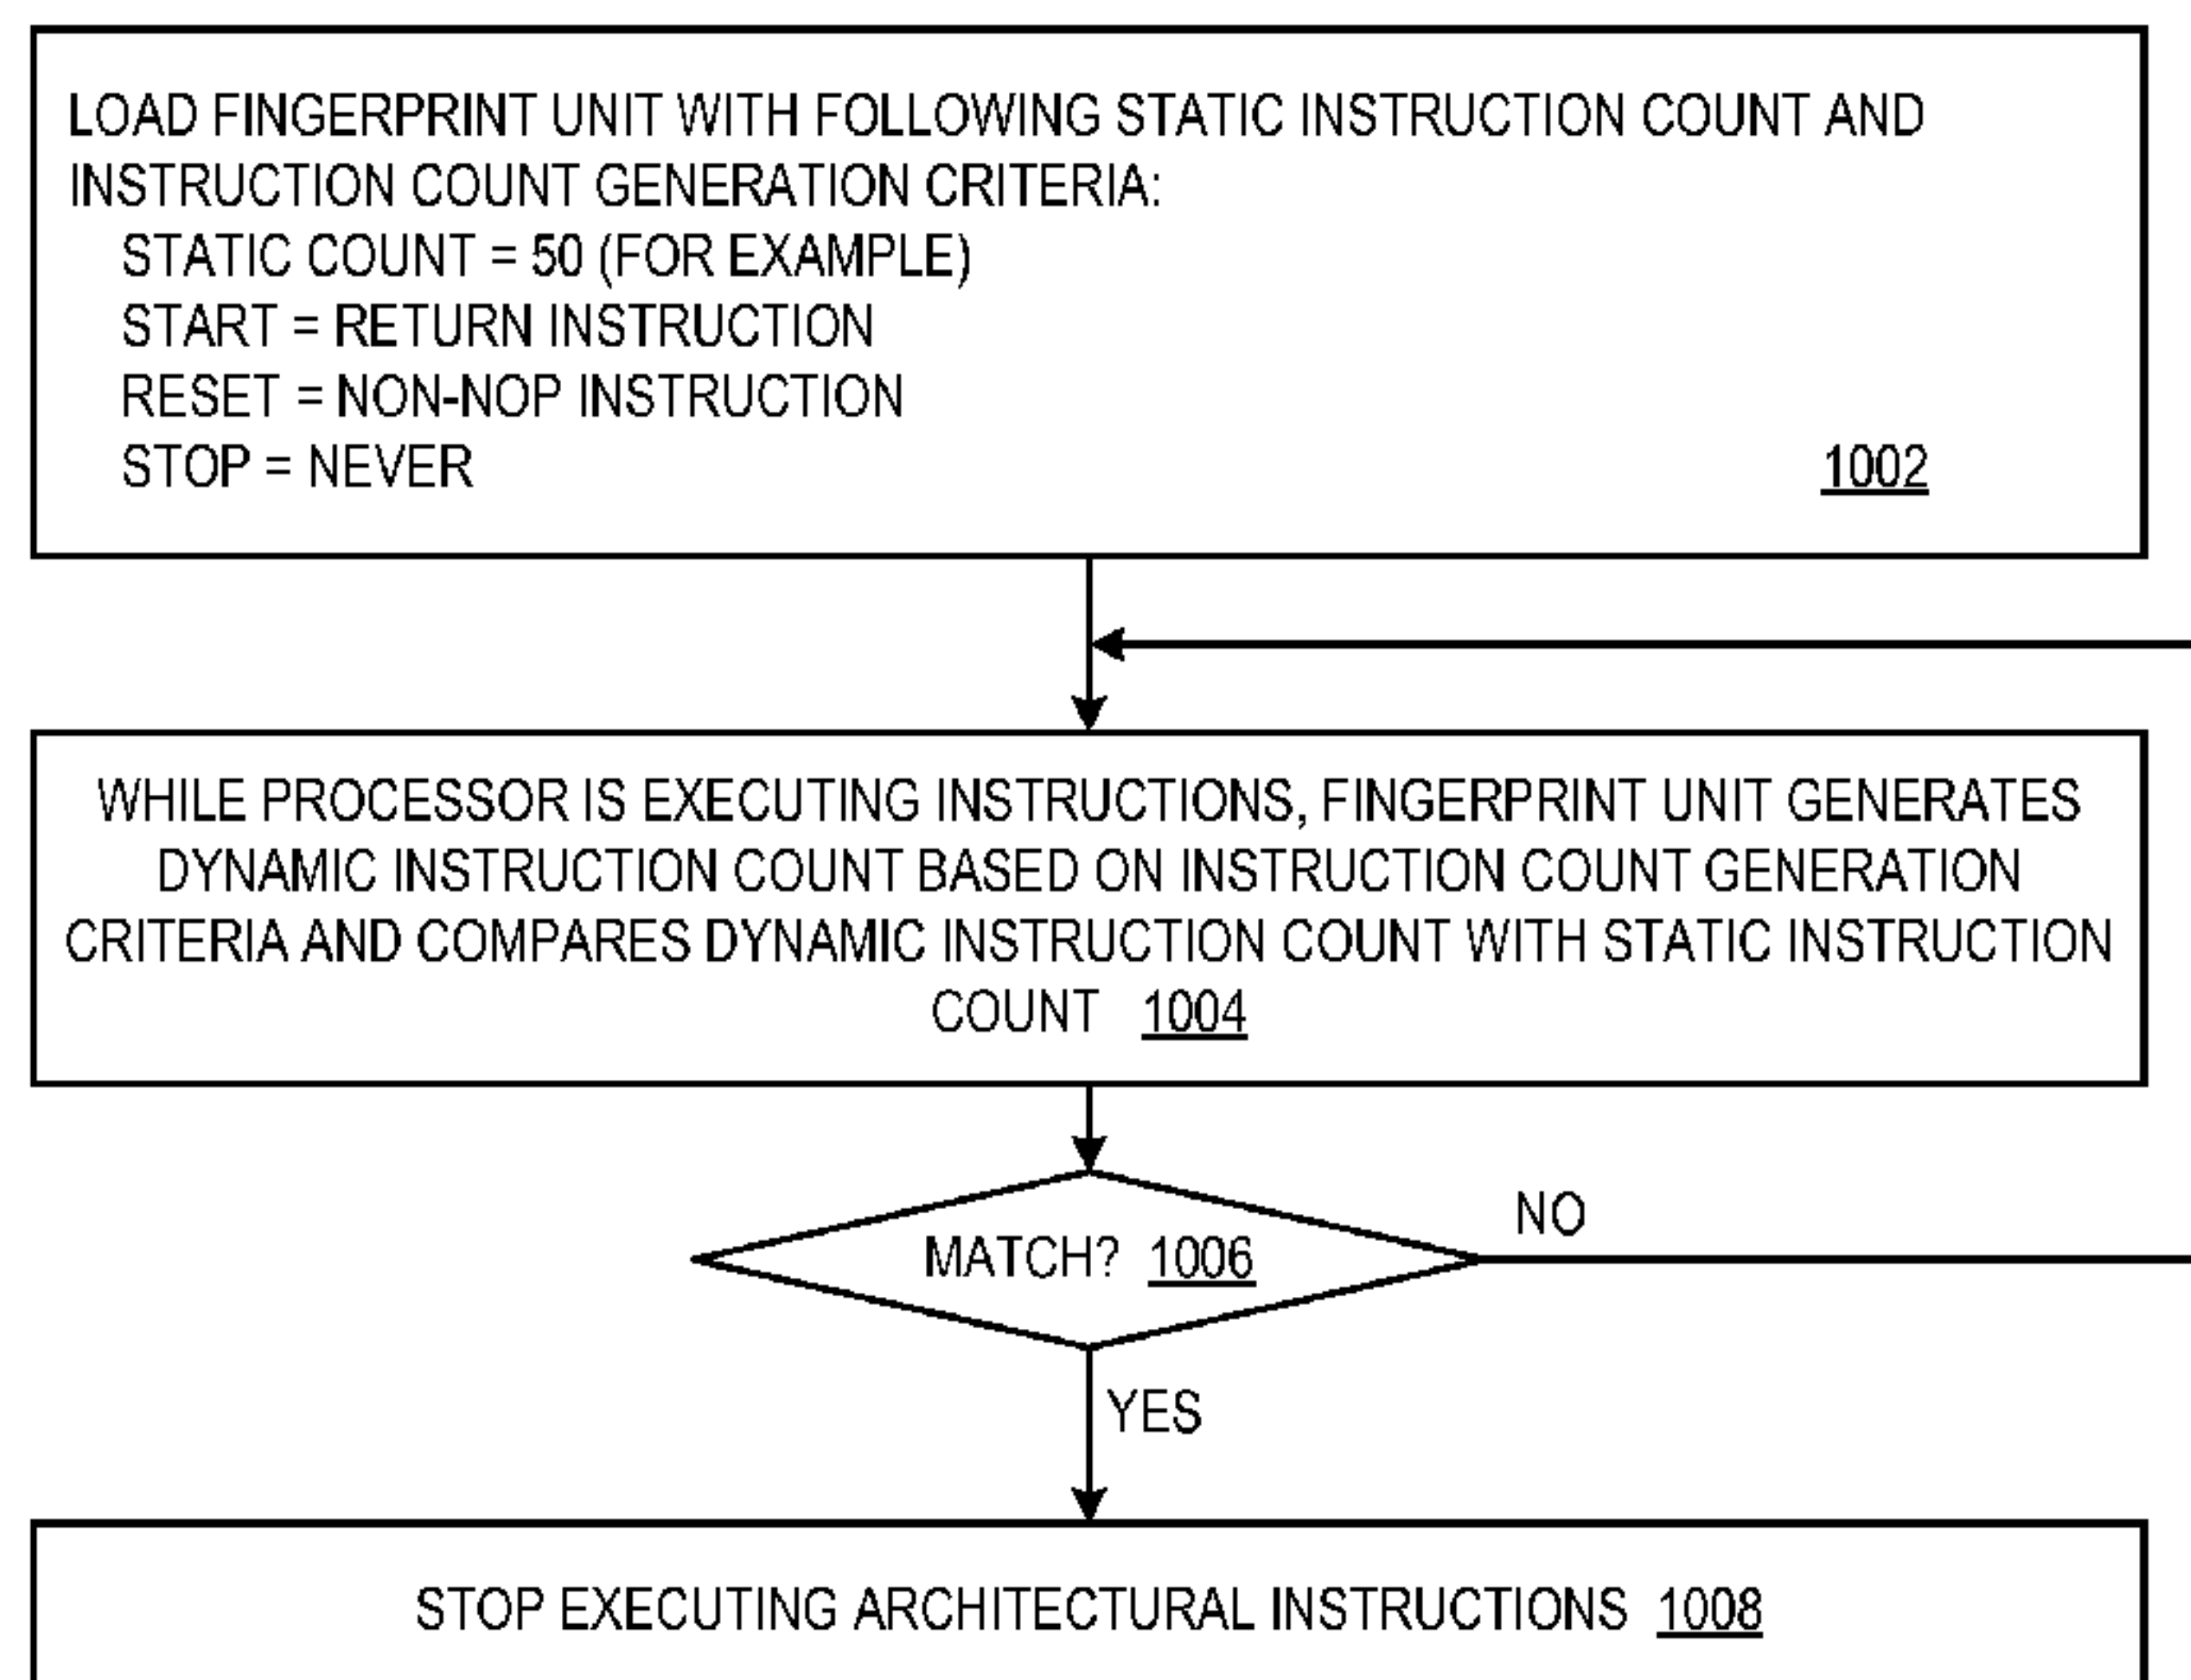 LOAD FINGERPRINT UNIT WITH FOLLOWING STATIC INSTRUCTION COUNT AND
INSTRUCTION COUNT GENERATION CRITERIA:
STATIC COUNT = 50 (FOR EXAMPLE)
START = RETURN INSTRUCTION
RESET = NON-NOP INSTRUCTION
STOP = NEVER 1002
WHILE PROCESSOR IS EXECUTING INSTRUCTIONS, FINGERPRINT UNIT GENERATES
DYNAMIC INSTRUCTION COUNT BASED ON INSTRUCTION COUNT GENERATION
CRITERIA AND COMPARES DYNAMIC INSTRUCTION COUNT WITH STATIC INSTRUCTION
COUNT 1004
NO
MATCH? 1006
YES
STOP EXECUTING ARCHITECTURAL INSTRUCTIONS 1008